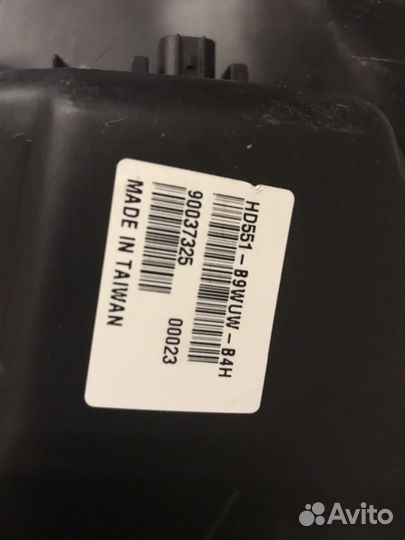 HD551-B9WUW-B4H
90037325 00023
MADE IN TAIWAN
Avito